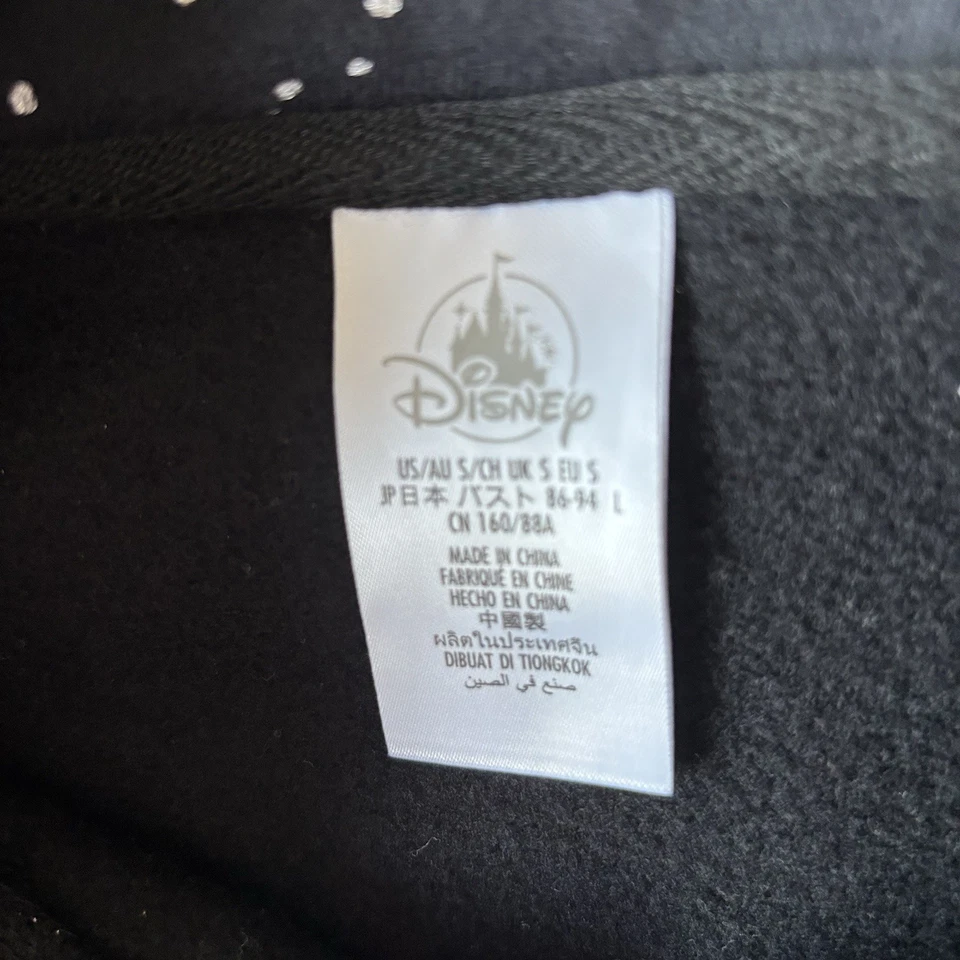 DISNEY
US/AU S/CH UK S EU S
JP日本 バスト 86-94 L
CN 160/88A
MADE IN CHINA
FABRIQUÉ EN CHINE
HECHO EN CHINA
中國製
ผลิตในประเทศจีน
DIBUAT DI TIONGKOK
صنع في الصين